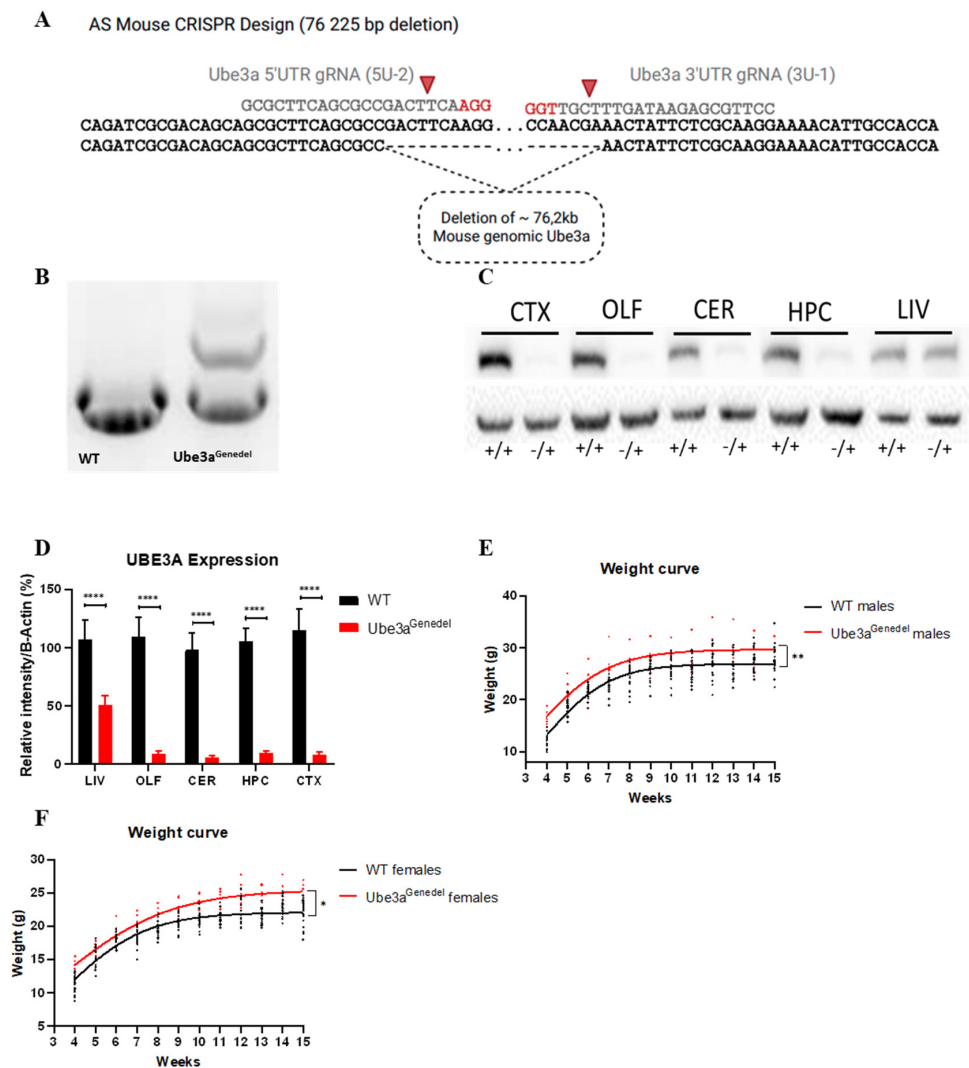 A
AS Mouse CRISPR Design (76 225 bp deletion)
Ube3a 5'UTR gRNA (5U-2)
Ube3a 3'UTR gRNA (3U-1)
GCGCTTCAGCGCCGACTTCAAGG
GGTTGCTTTGATAAGAGCGTTCC
CAGATCGCGACAGCAGCGCTTCAGCGCCGACTTCAAGG...CCAACGAAACTATTCTCGCAAGGAAAACATTGCCACCA
CAGATCGCGACAGCAGCGCTTCAGCGCC------------...------------AACTATTCTCGCAAGGAAAACATTGCCACCA
Deletion of ~ 76,2kb
Mouse genomic Ube3a
B
WT
Ube3aGenedel
C
CTX OLF CER HPC LIV
+/+ -/+ +/+ -/+ +/+ -/+ +/+ -/+ +/+ -/+
D
UBE3A Expression
Relative intensity/B-Actin (%)
150
100
50
0
**** **** **** **** ****
LIV OLF CER HPC CTX
WT
Ube3aGenedel
E
Weight curve
Weight (g)
40
30
20
10
3 4 5 6 7 8 9 10 11 12 13 14 15
Weeks
WT males
Ube3aGenedel males
**
F
Weight curve
Weight (g)
30
25
20
15
10
5
3 4 5 6 7 8 9 10 11 12 13 14 15
Weeks
WT females
Ube3aGenedel females
*